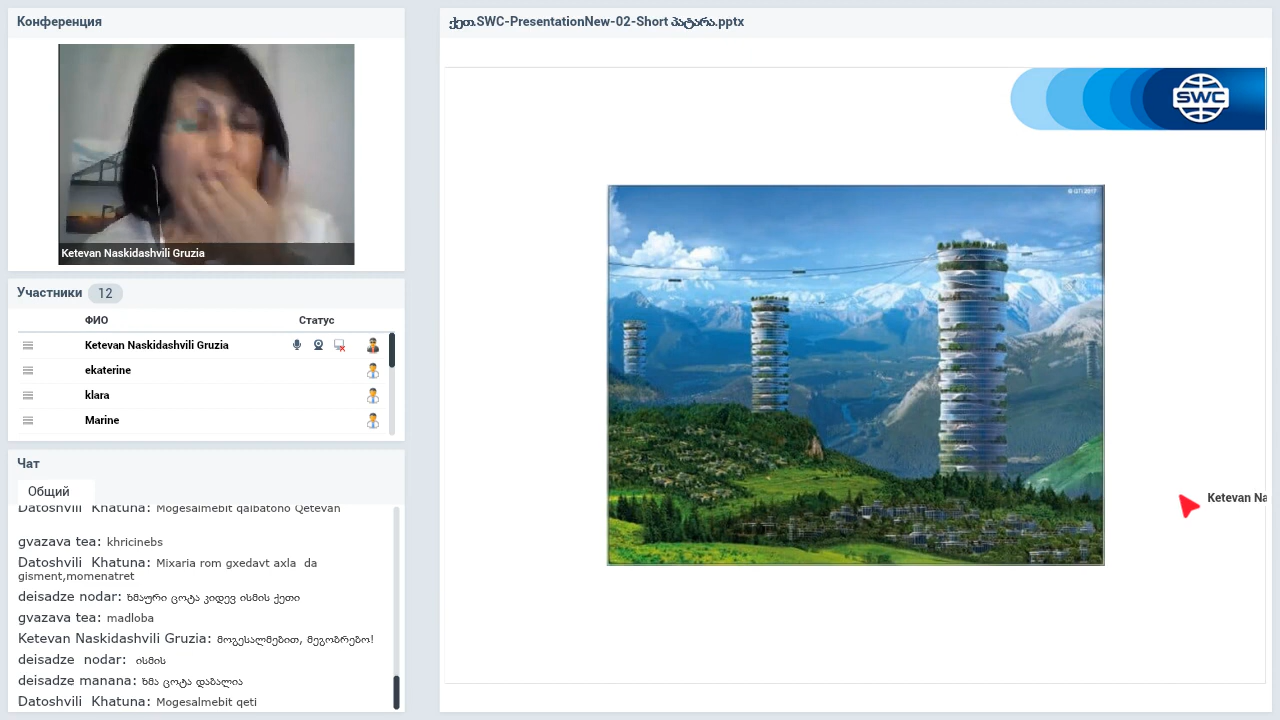 Конференция
Ketevan Naskidashvili Gruzia
Участники 12
ФИО Статус
Ketevan Naskidashvili Gruzia
ekaterine
klara
Marine
Чат
Общий
Datoshvili Khatuna: Mogesalmebit qalbatono Qetevan
gvazava tea: khricinebs
Datoshvili Khatuna: Mixaria rom gxedavt axla da
gisment,momenatret
deisadze nodar: ხმაური ცოტა კიდევ ისმის ქეთი
gvazava tea: madloba
Ketevan Naskidashvili Gruzia: მოგესალმებით, მეგობრებო!
deisadze nodar: ისმის
deisadze manana: ხმა ცოტა დაბალია
Datoshvili Khatuna: Mogesalmebit qeti
ქეთ.SWC-PresentationNew-02-Short პატარა.pptx
SWC
Ketevan Na